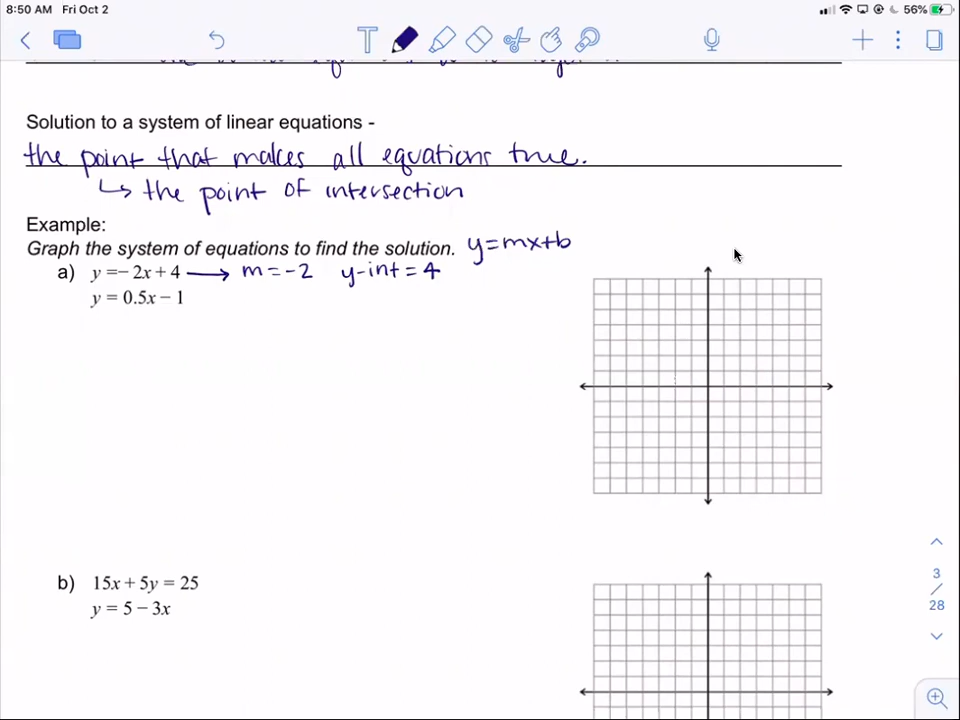 8:50 AM Fri Oct 2 56%
T
Solution to a system of linear equations -
the point that makes all equations true.
↳ the point of intersection
Example:
Graph the system of equations to find the solution. y=mx+b
a) y = − 2x + 4 → m = -2 y-int = 4
y = 0.5x − 1
b) 15x + 5y = 25
y = 5 − 3x
3
/
28